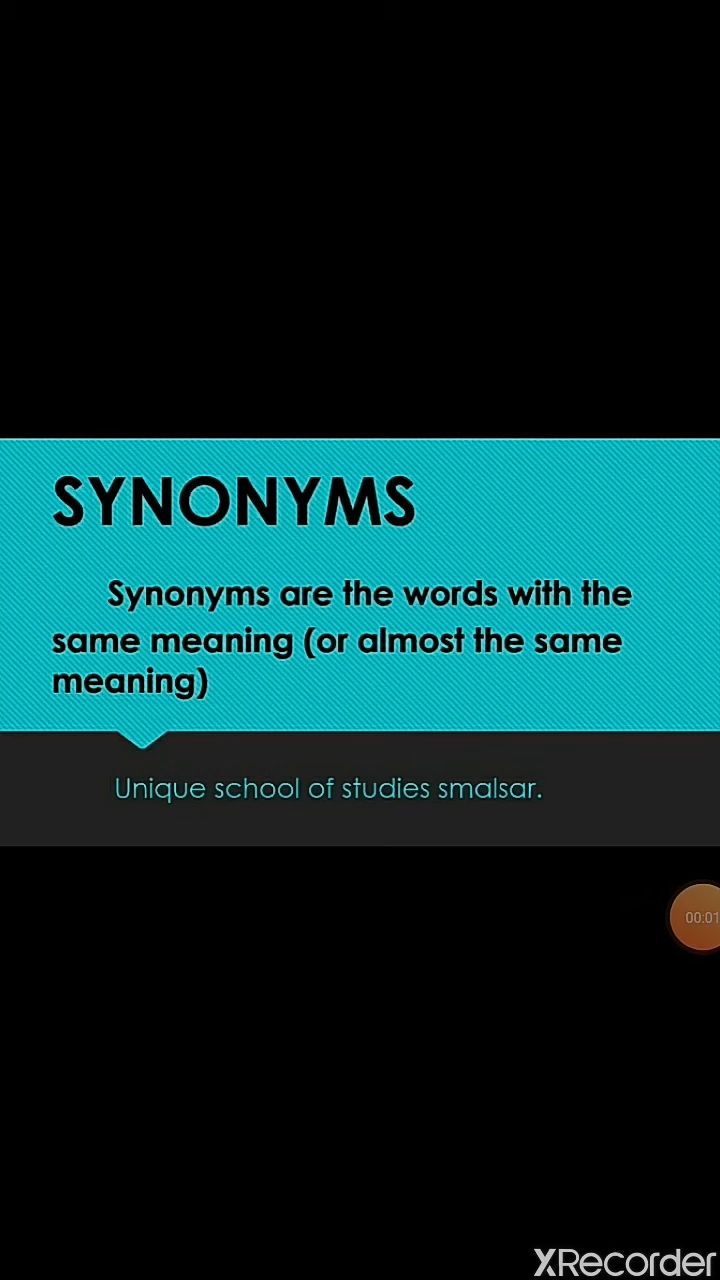 SYNONYMS
Synonyms are the words with the
same meaning (or almost the same
meaning)
Unique school of studies smalsar.
00:01
XRecorder